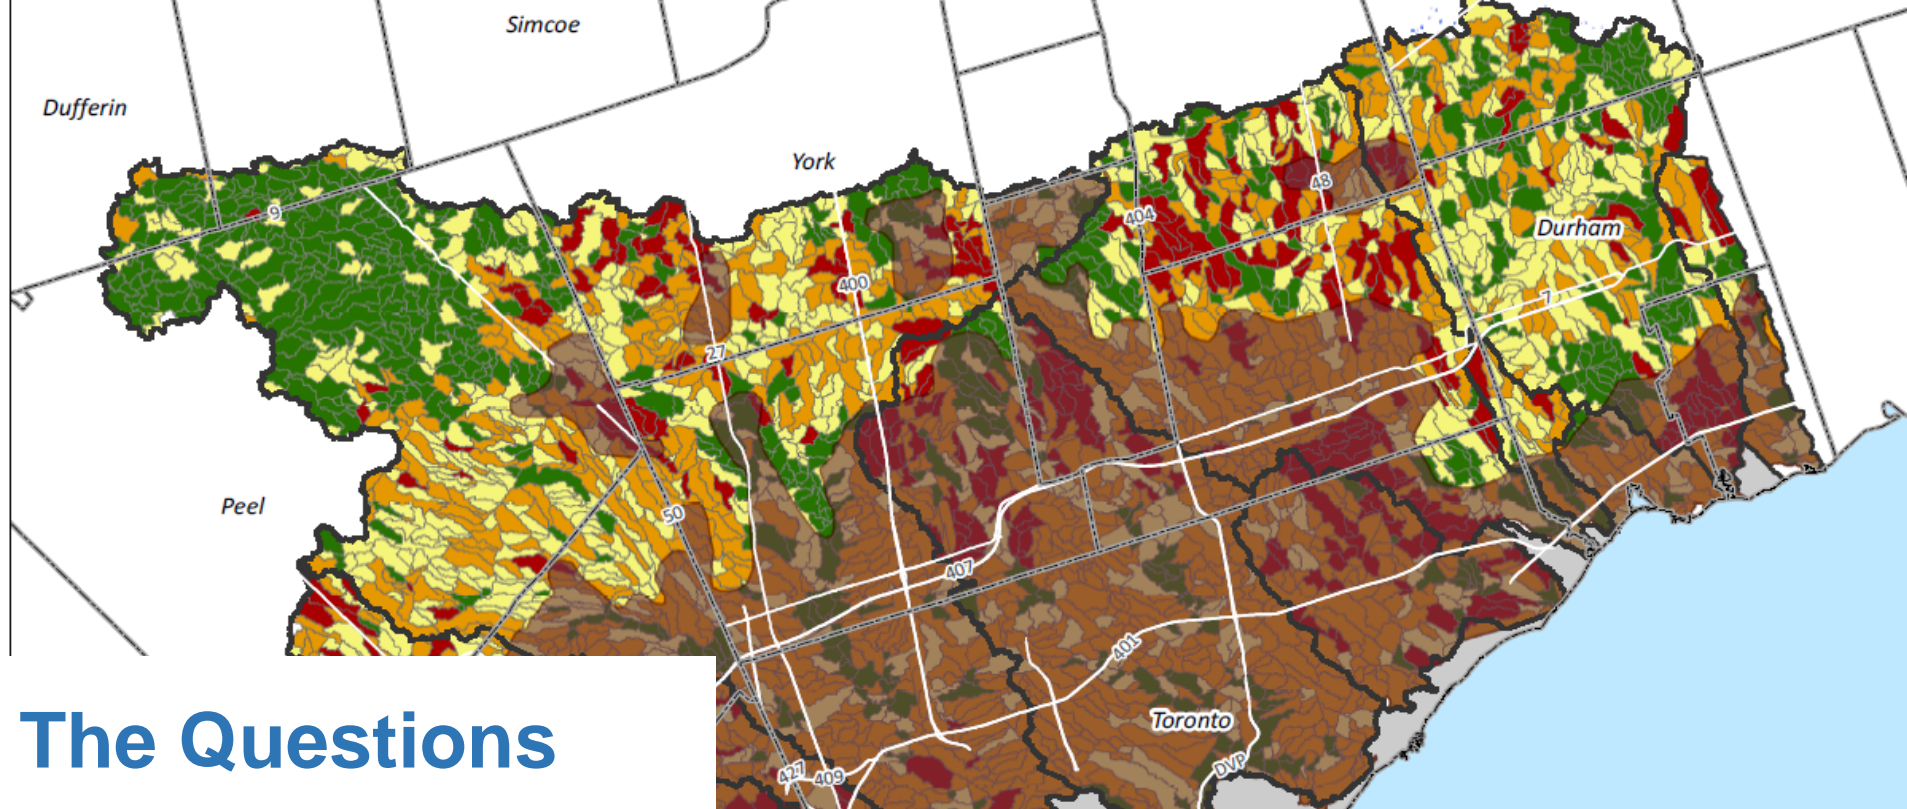 Simcoe
Dufferin
York
48
9
404
Durham
400
7
27
Peel
50
407
401
Toronto
The Questions
427
409
DVP